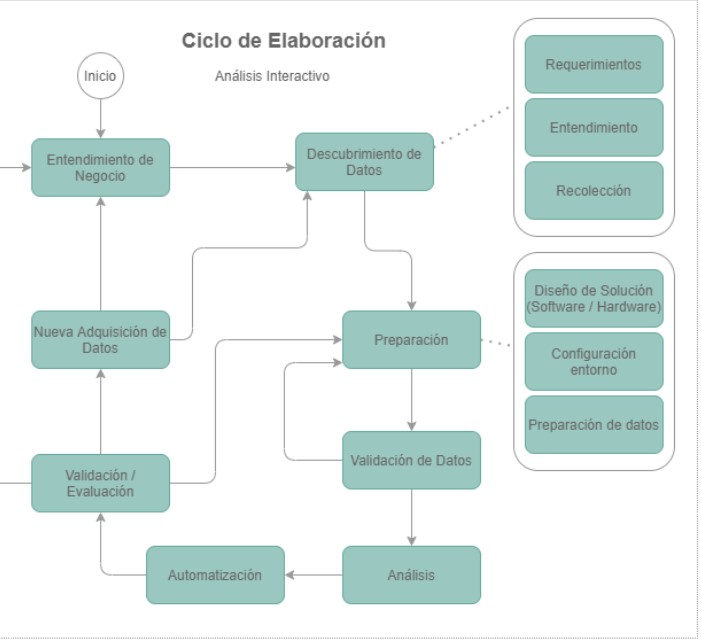 Ciclo de Elaboración
Inicio
Análisis Interactivo
Entendimiento de
Negocio
Descubrimiento de
Datos
Requerimientos
Entendimiento
Recolección
Nueva Adquisición de
Datos
Preparación
Diseño de Solución
(Software / Hardware)
Configuración
entorno
Preparación de datos
Validación /
Evaluación
Validación de Datos
Automatización
Análisis